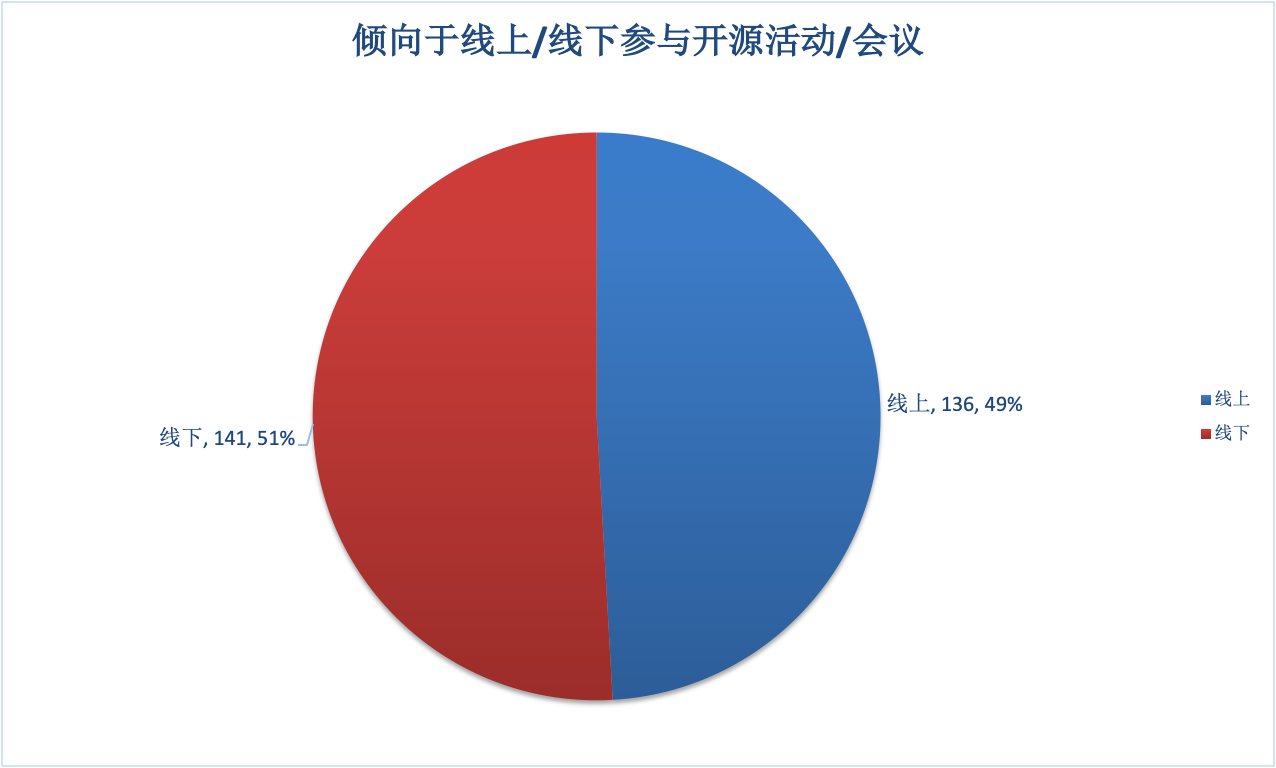 倾向于线上/线下参与开源活动/会议
线上, 136, 49%
线下, 141, 51%
线上
线下